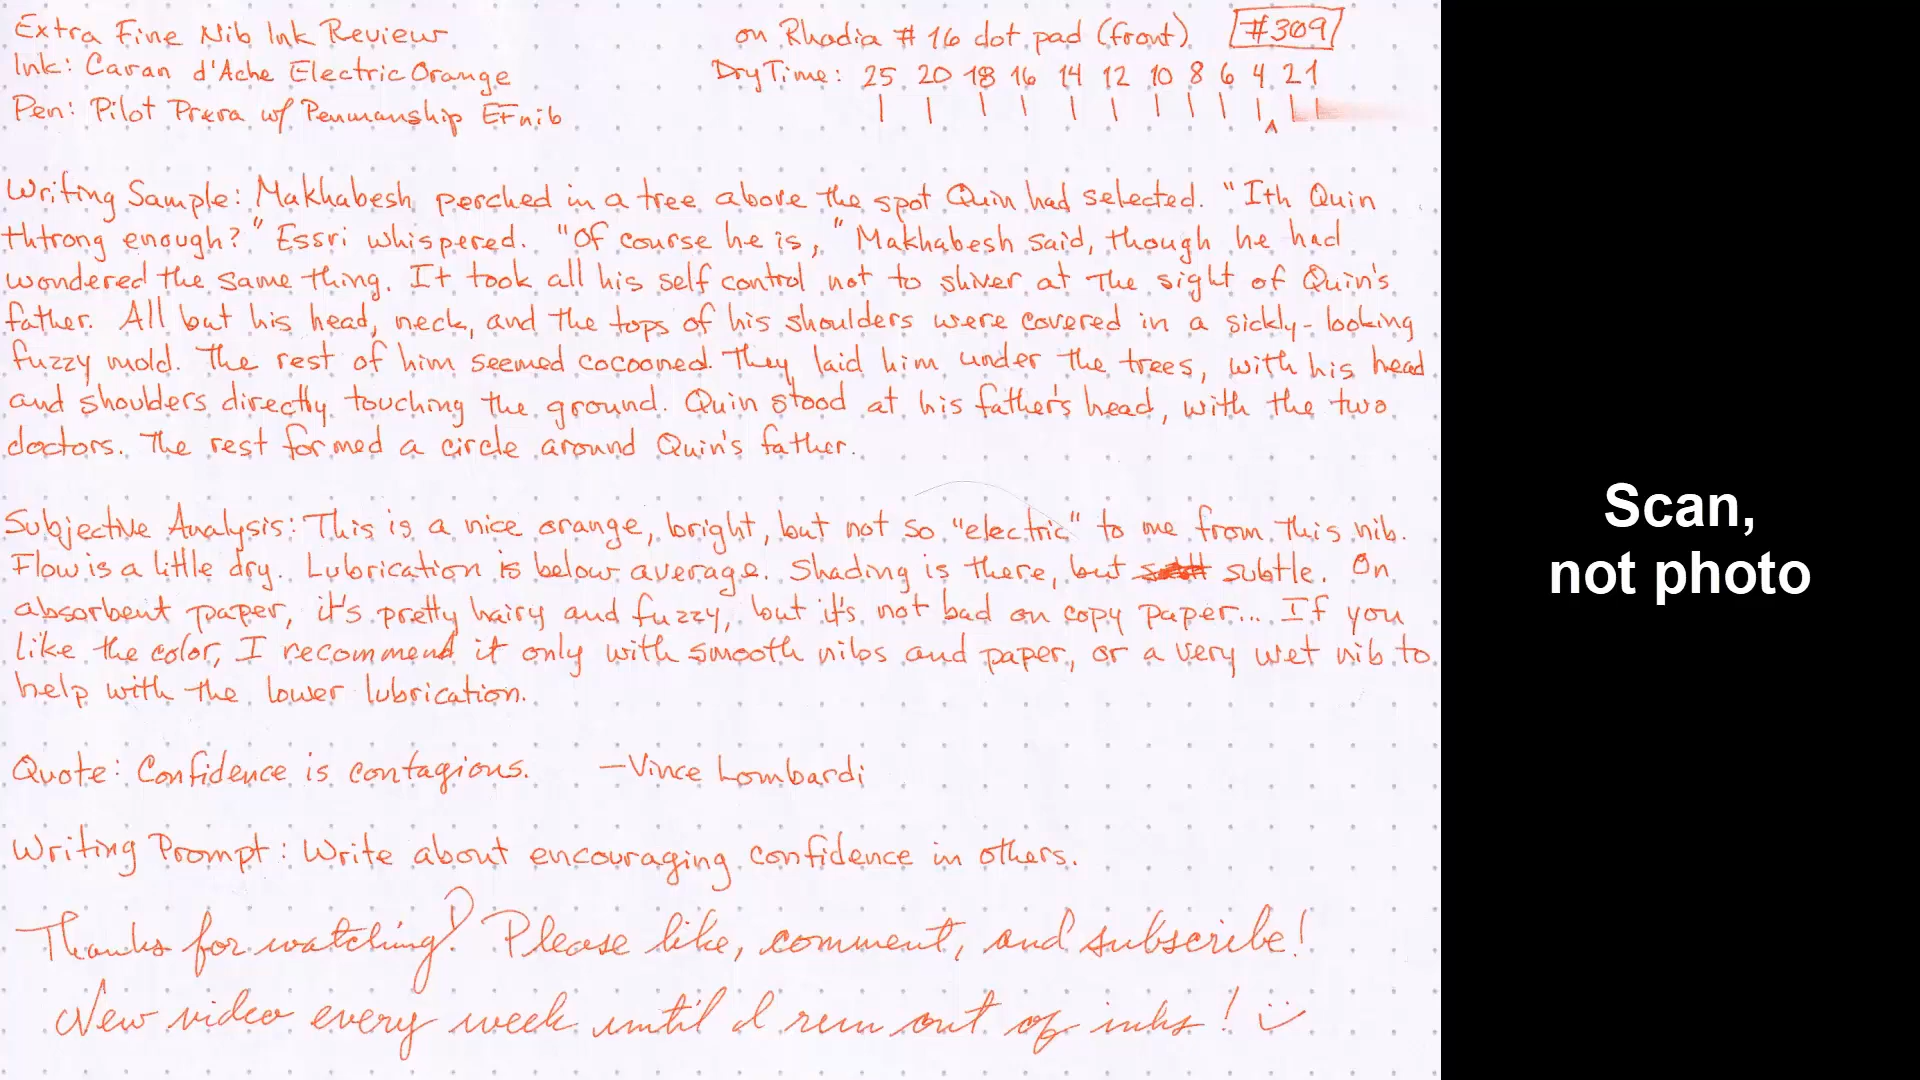 Extra Fine Nib Ink Review
on Rhodia # 16 dot pad (front) #309
Ink: Caran d'Ache Electric Orange
Dry Time: 25 20 18 16 14 12 10 8 6 4 2 1
Pen: Pilot Prera w/ Penmanship EF nib
Writing Sample: Makhabesh perched in a tree above the spot Quin had selected. "Ith Quin
thtrong enough?" Essri whispered. "Of course he is," Makhabesh said, though he had
wondered the same thing. It took all his self control not to shiver at the sight of Quin's
father. All but his head, neck, and the tops of his shoulders were covered in a sickly-looking
fuzzy mold. The rest of him seemed cocooned. They laid him under the trees, with his head
and shoulders directly touching the ground. Quin stood at his father's head, with the two
doctors. The rest formed a circle around Quin's father.
Subjective Analysis: This is a nice orange, bright, but not so "electric" to me from this nib.
Flow is a little dry. Lubrication is below average. Shading is there, but subtle. On
absorbent paper, it's pretty hairy and fuzzy, but it's not bad on copy paper... If you
like the color, I recommend it only with smooth nibs and paper, or a very wet nib to
help with the lower lubrication.
Quote: Confidence is contagious. —Vince Lombardi
Writing Prompt: Write about encouraging confidence in others.
Thanks for watching! Please like, comment, and subscribe!
New video every week until I run out of inks! :)
Scan,
not photo